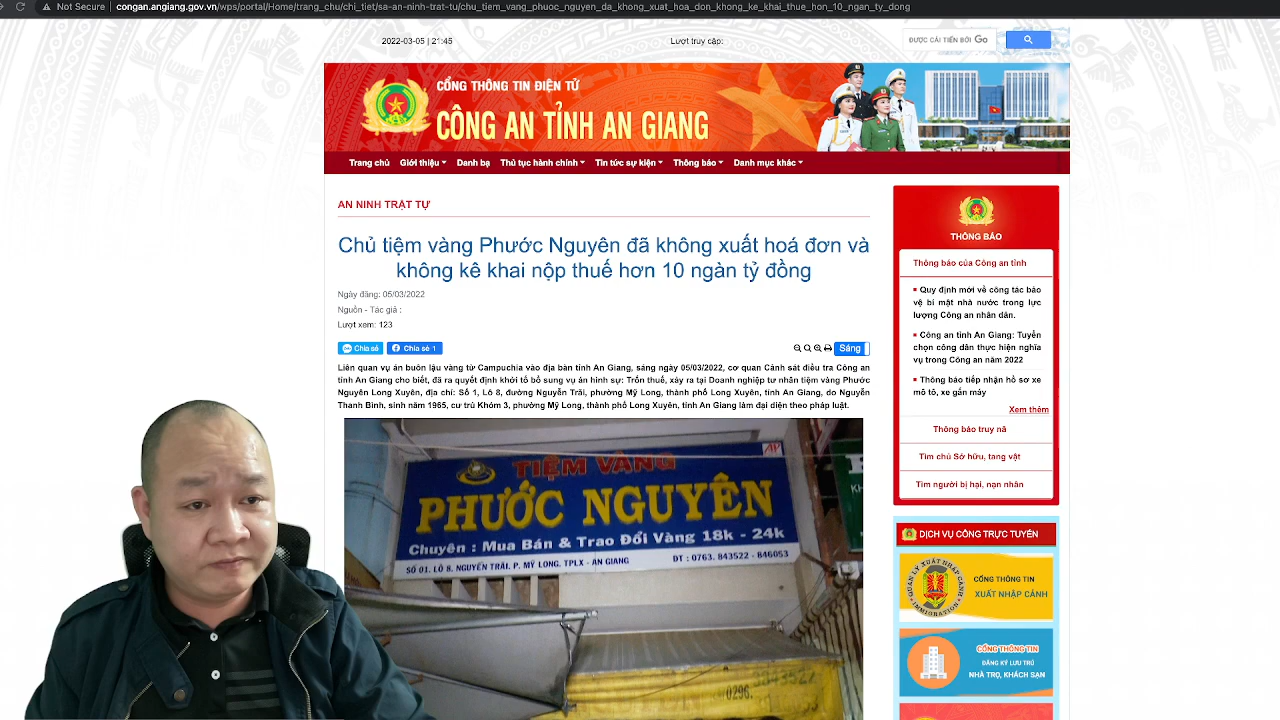 Not Secure | congan.angiang.gov.vn/wps/portal/Home/trang_chu/chi_tiet/sa-an-ninh-trat-tu/chu_tiem_vang_phuoc_nguyen_da_khong_xuat_hoa_don_khong_ke_khai_thue_hon_10_ngan_ty_dong
2022-03-05 | 21:45
Lượt truy cập:
ĐƯỢC CẢI TIẾN BỞI Go
CỔNG THÔNG TIN ĐIỆN TỬ
CÔNG AN TỈNH AN GIANG
Trang chủ Giới thiệu Danh bạ Thủ tục hành chính Tin tức sự kiện Thông báo Danh mục khác
AN NINH TRẬT TỰ
Chủ tiệm vàng Phước Nguyên đã không xuất hoá đơn và
không kê khai nộp thuế hơn 10 ngàn tỷ đồng
Ngày đăng: 05/03/2022
Nguồn - Tác giả :
Lượt xem: 123
Chia sẻ Chia sẻ 1
Sáng
Liên quan vụ án buôn lậu vàng từ Campuchia vào địa bàn tỉnh An Giang, sáng ngày 05/03/2022, cơ quan Cảnh sát điều tra Công an
tỉnh An Giang cho biết, đã ra quyết định khởi tố bổ sung vụ án hình sự: Trốn thuế, xảy ra tại Doanh nghiệp tư nhân tiệm vàng Phước
Nguyên Long Xuyên, địa chỉ: Số 1, Lô 8, đường Nguyễn Trãi, phường Mỹ Long, thành phố Long Xuyên, tỉnh An Giang, do Nguyễn
Thanh Bình, sinh năm 1965, cư trú Khóm 3, phường Mỹ Long, thành phố Long Xuyên, tỉnh An Giang làm đại diện theo pháp luật.
TIỆM VÀNG
PHƯỚC NGUYÊN
Chuyên : Mua Bán & Trao Đổi Vàng 18k - 24k
SỐ 01. LÔ 8. NGUYỄN TRÃI. P. MỸ LONG. TPLX - AN GIANG ĐT : 0763. 843522 - 846053
0296.
3843522
THÔNG BÁO
Thông báo của Công an tỉnh
Quy định mới về công tác bảo
vệ bí mật nhà nước trong lực
lượng Công an nhân dân.
Công an tỉnh An Giang: Tuyển
chọn công dân thực hiện nghĩa
vụ trong Công an năm 2022
Thông báo tiếp nhận hồ sơ xe
mô tô, xe gắn máy
Xem thêm
Thông báo truy nã
Tìm chủ Sở hữu, tang vật
Tìm người bị hại, nạn nhân
DỊCH VỤ CÔNG TRỰC TUYẾN
QUẢN LÝ XUẤT NHẬP CẢNH
IMMIGRATION
CỔNG THÔNG TIN
XUẤT NHẬP CẢNH
CỔNG THÔNG TIN
ĐĂNG KÝ LƯU TRÚ
NHÀ TRỌ, KHÁCH SẠN